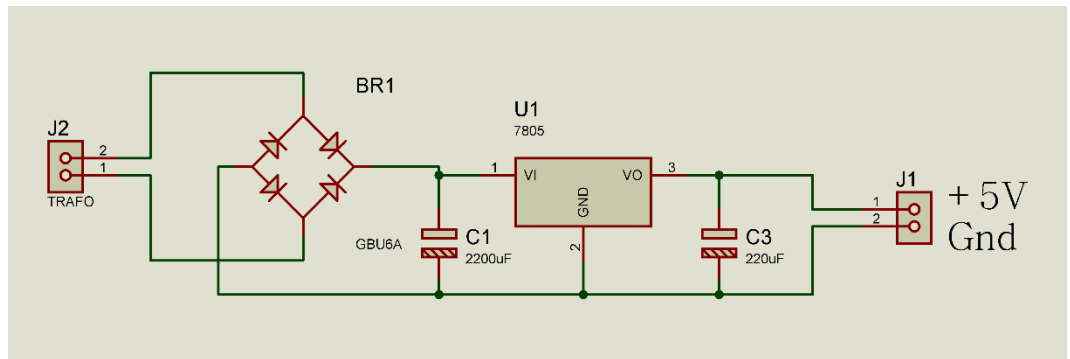 J2
2
1
TRAFO
BR1
GBU6A
C1
2200uF
U1
7805
1
VI
VO
3
GND
2
C3
220uF
J1
1
2
+ 5V
Gnd